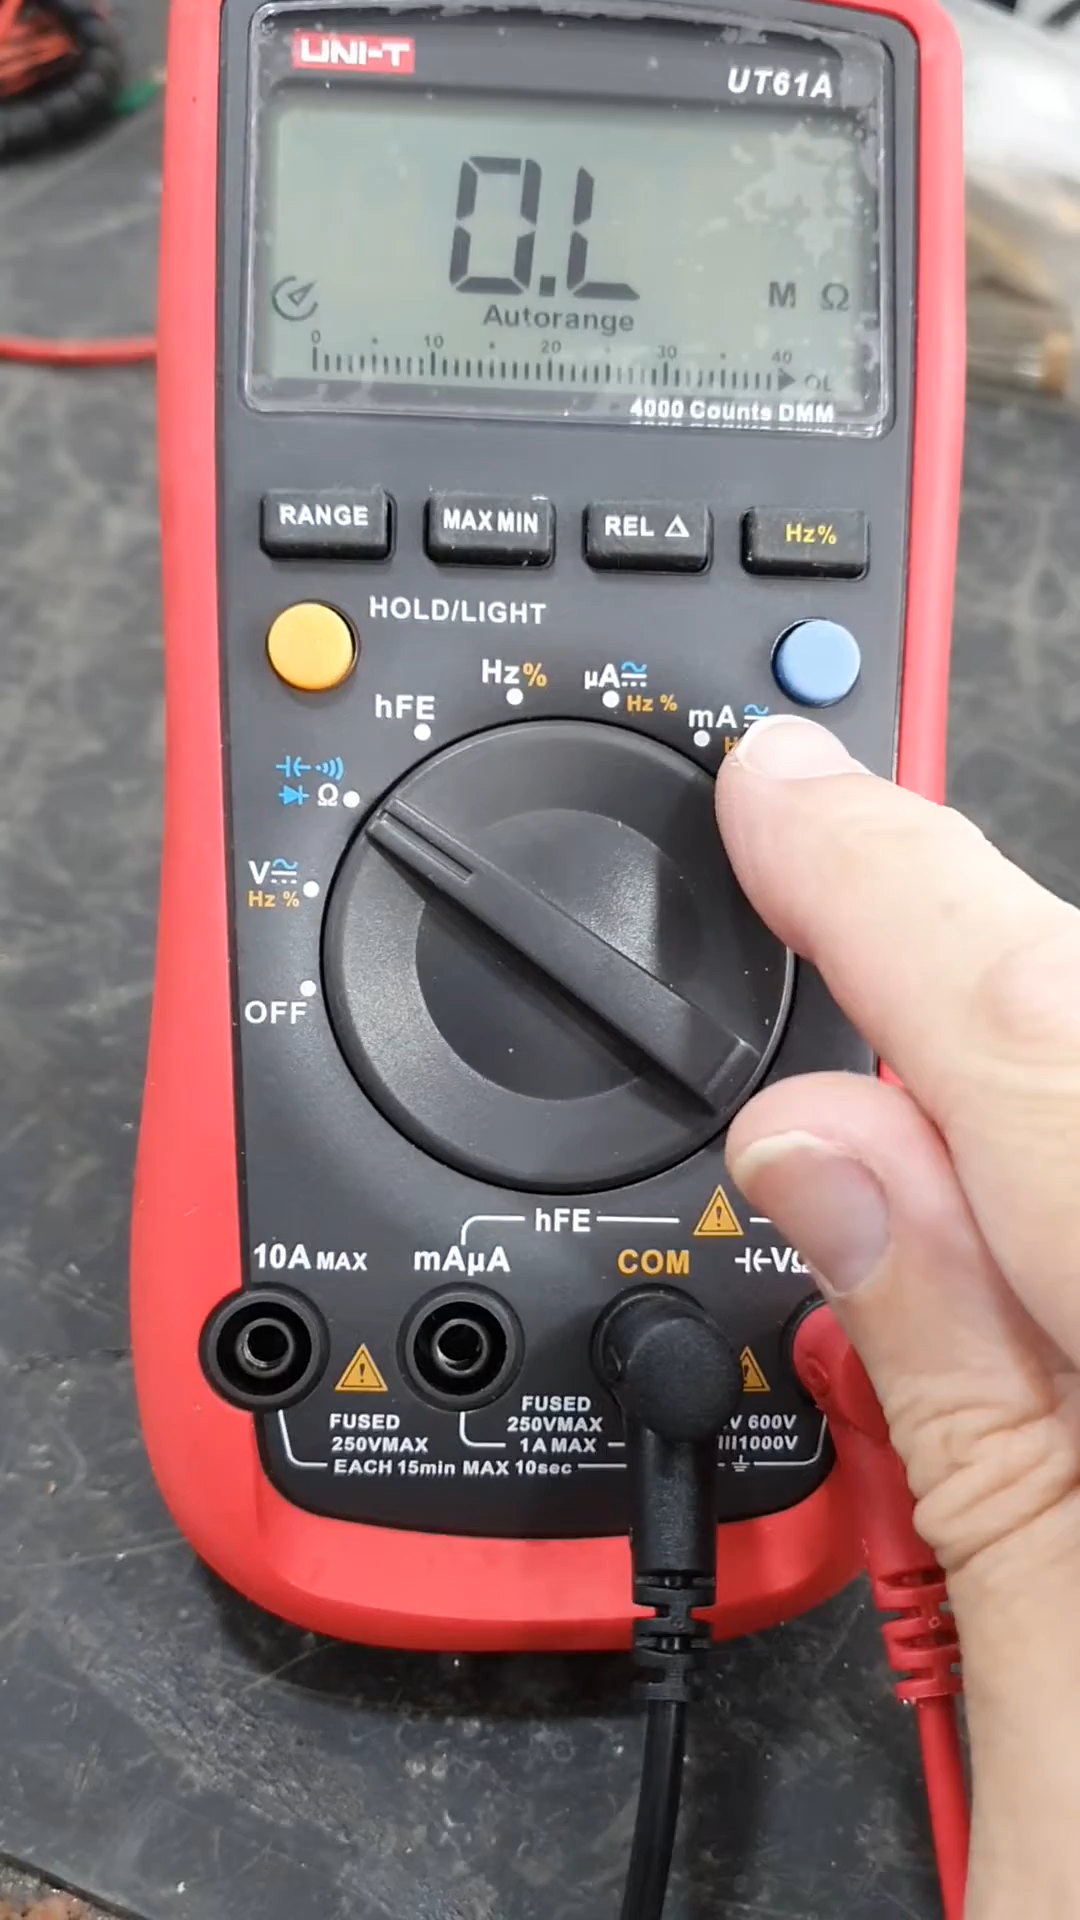 UNI-T
UT61A
0.L
M Ω
Autorange
0 10 20 30 40 OL
4000 Counts DMM
RANGE
MAX MIN
REL Δ
Hz%
HOLD/LIGHT
Hz%
µA
Hz %
hFE
mA
Ω
V
Hz %
OFF
hFE
10A MAX
mAµA
COM
VΩ
FUSED
250VMAX
FUSED
250VMAX
1A MAX
V 600V
III1000V
EACH 15min MAX 10sec